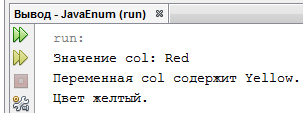 Вывод - JavaEnum (run)
run:
Значение col: Red
Переменная col содержит Yellow.
Цвет желтый.